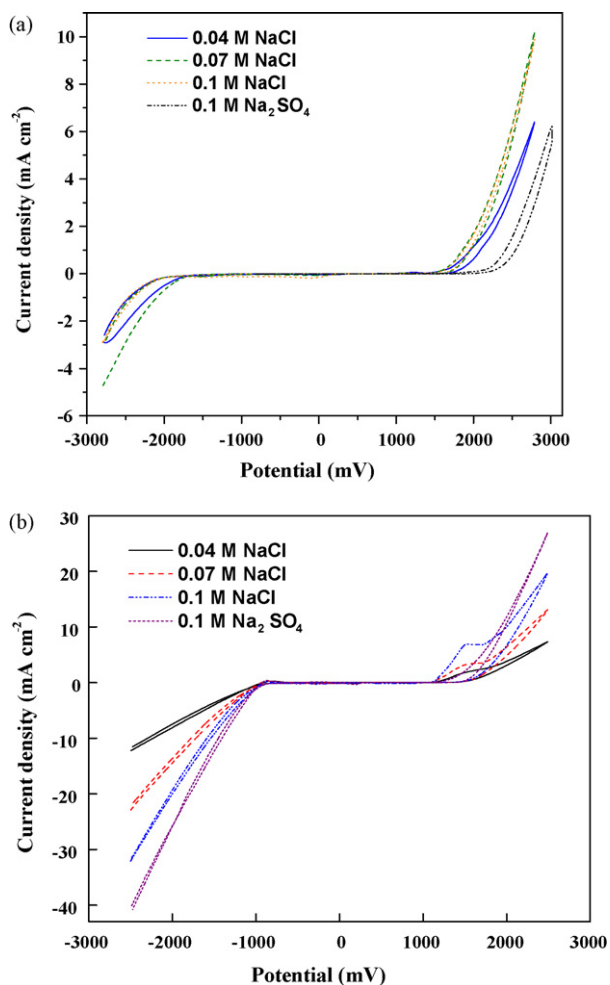 (a)
0.04 M NaCl
0.07 M NaCl
0.1 M NaCl
0.1 M Na₂SO₄
10
8
6
4
2
0
-2
-4
-6
Current density (mA cm⁻²)
-3000 -2000 -1000 0 1000 2000 3000
Potential (mV)
(b)
0.04 M NaCl
0.07 M NaCl
0.1 M NaCl
0.1 M Na₂ SO₄
30
20
10
0
-10
-20
-30
-40
Current density (mA cm⁻²)
-3000 -2000 -1000 0 1000 2000 3000
Potential (mV)